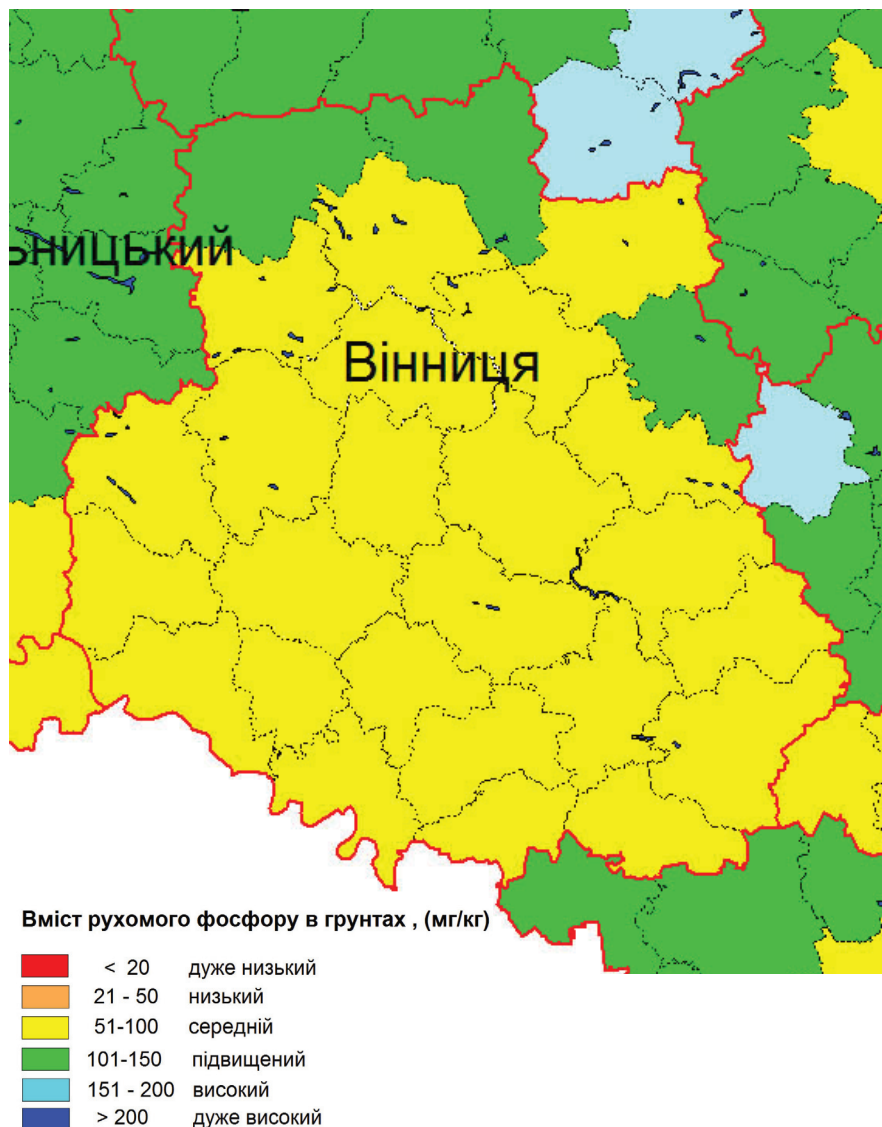 ьницький
Вінниця
Вміст рухомого фосфору в грунтах , (мг/кг)
< 20 дуже низький
21 - 50 низький
51-100 середній
101-150 підвищений
151 - 200 високий
> 200 дуже високий